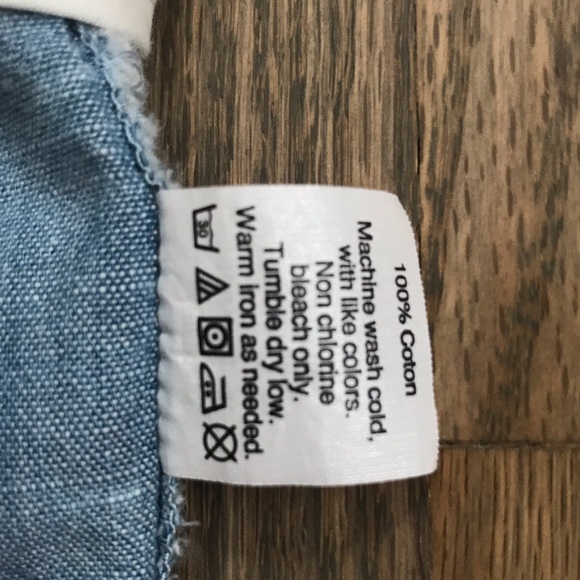 100% Coton
Machine wash cold,
with like colors.
Non chlorine
bleach only.
Tumble dry low.
Warm iron as needed.
30